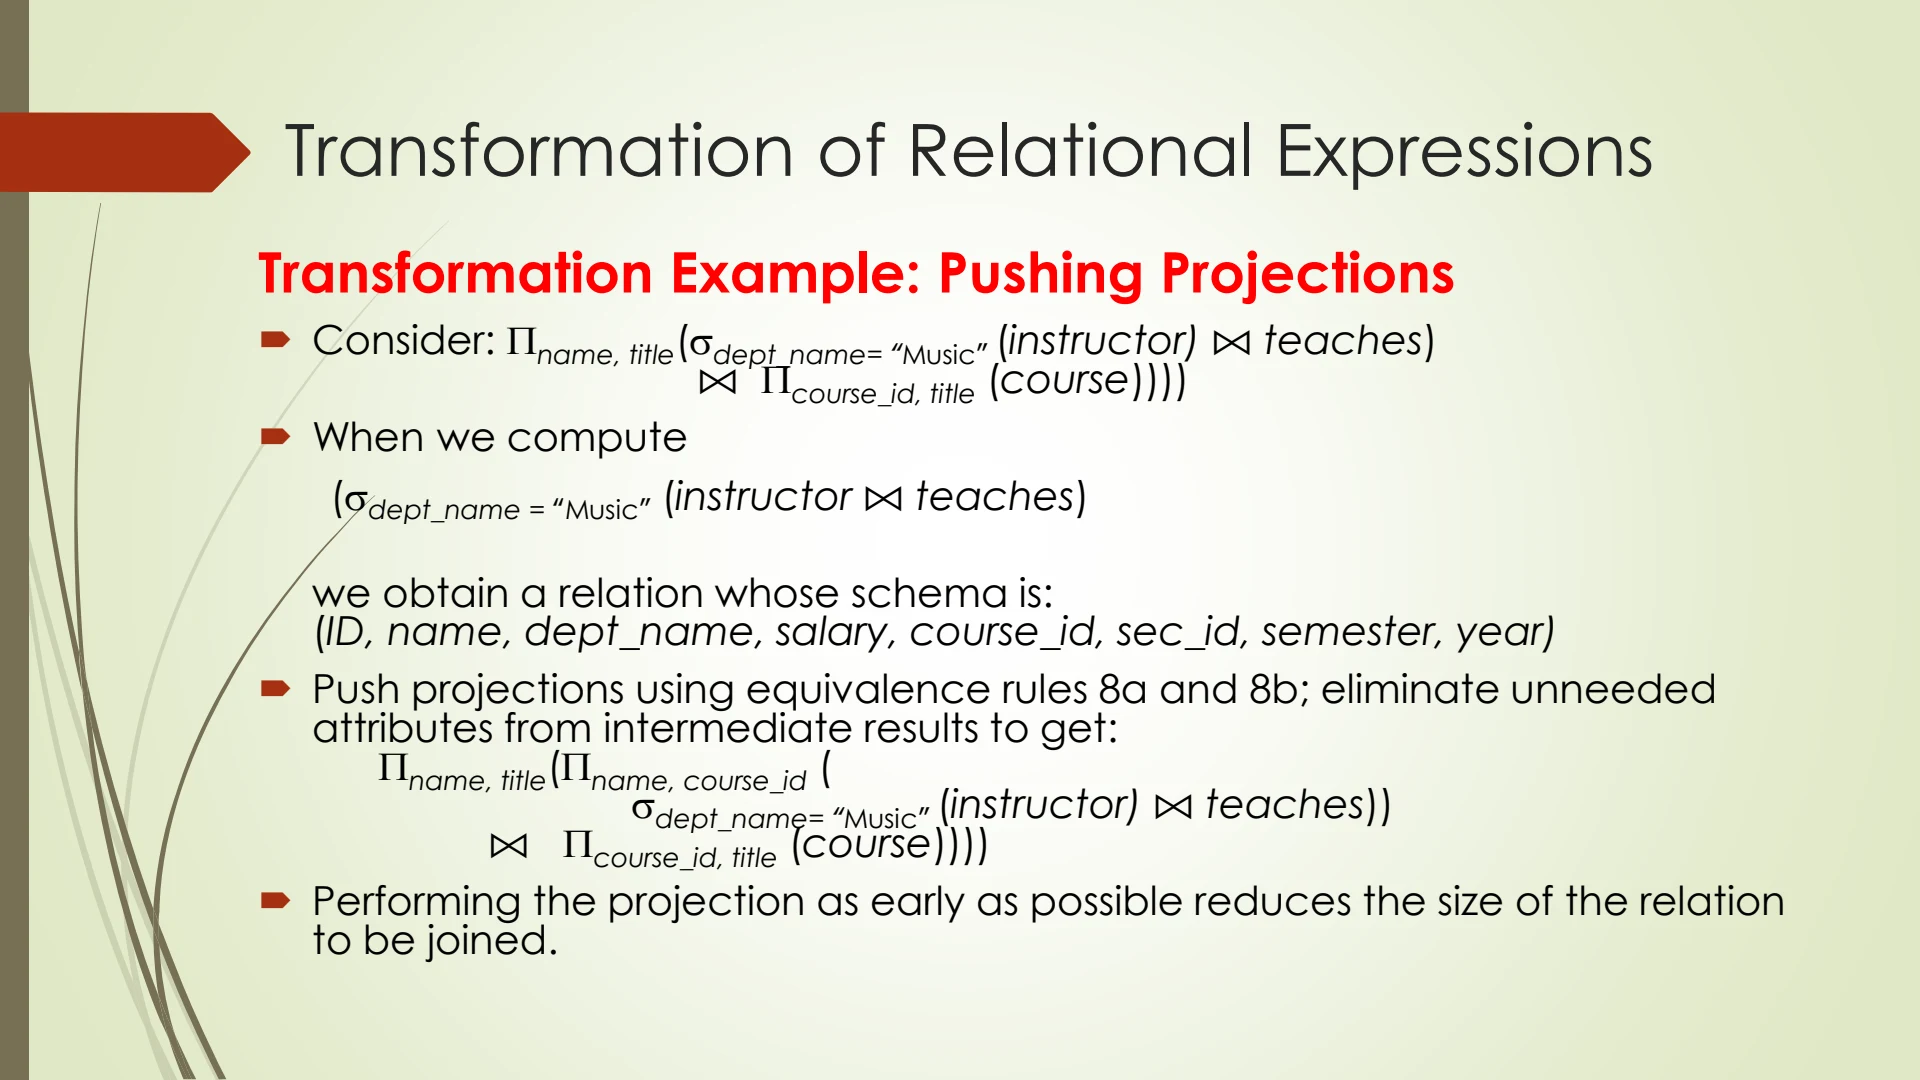 Transformation of Relational Expressions
Transformation Example: Pushing Projections
Consider: Πname, title(σdept_name= “Music” (instructor) ⋈ teaches)
⋈ Πcourse_id, title (course))))
When we compute
(σdept_name = “Music” (instructor ⋈ teaches)
we obtain a relation whose schema is:
(ID, name, dept_name, salary, course_id, sec_id, semester, year)
Push projections using equivalence rules 8a and 8b; eliminate unneeded
attributes from intermediate results to get:
Πname, title(Πname, course_id (
σdept_name= “Music” (instructor) ⋈ teaches))
⋈ Πcourse_id, title (course))))
Performing the projection as early as possible reduces the size of the relation
to be joined.